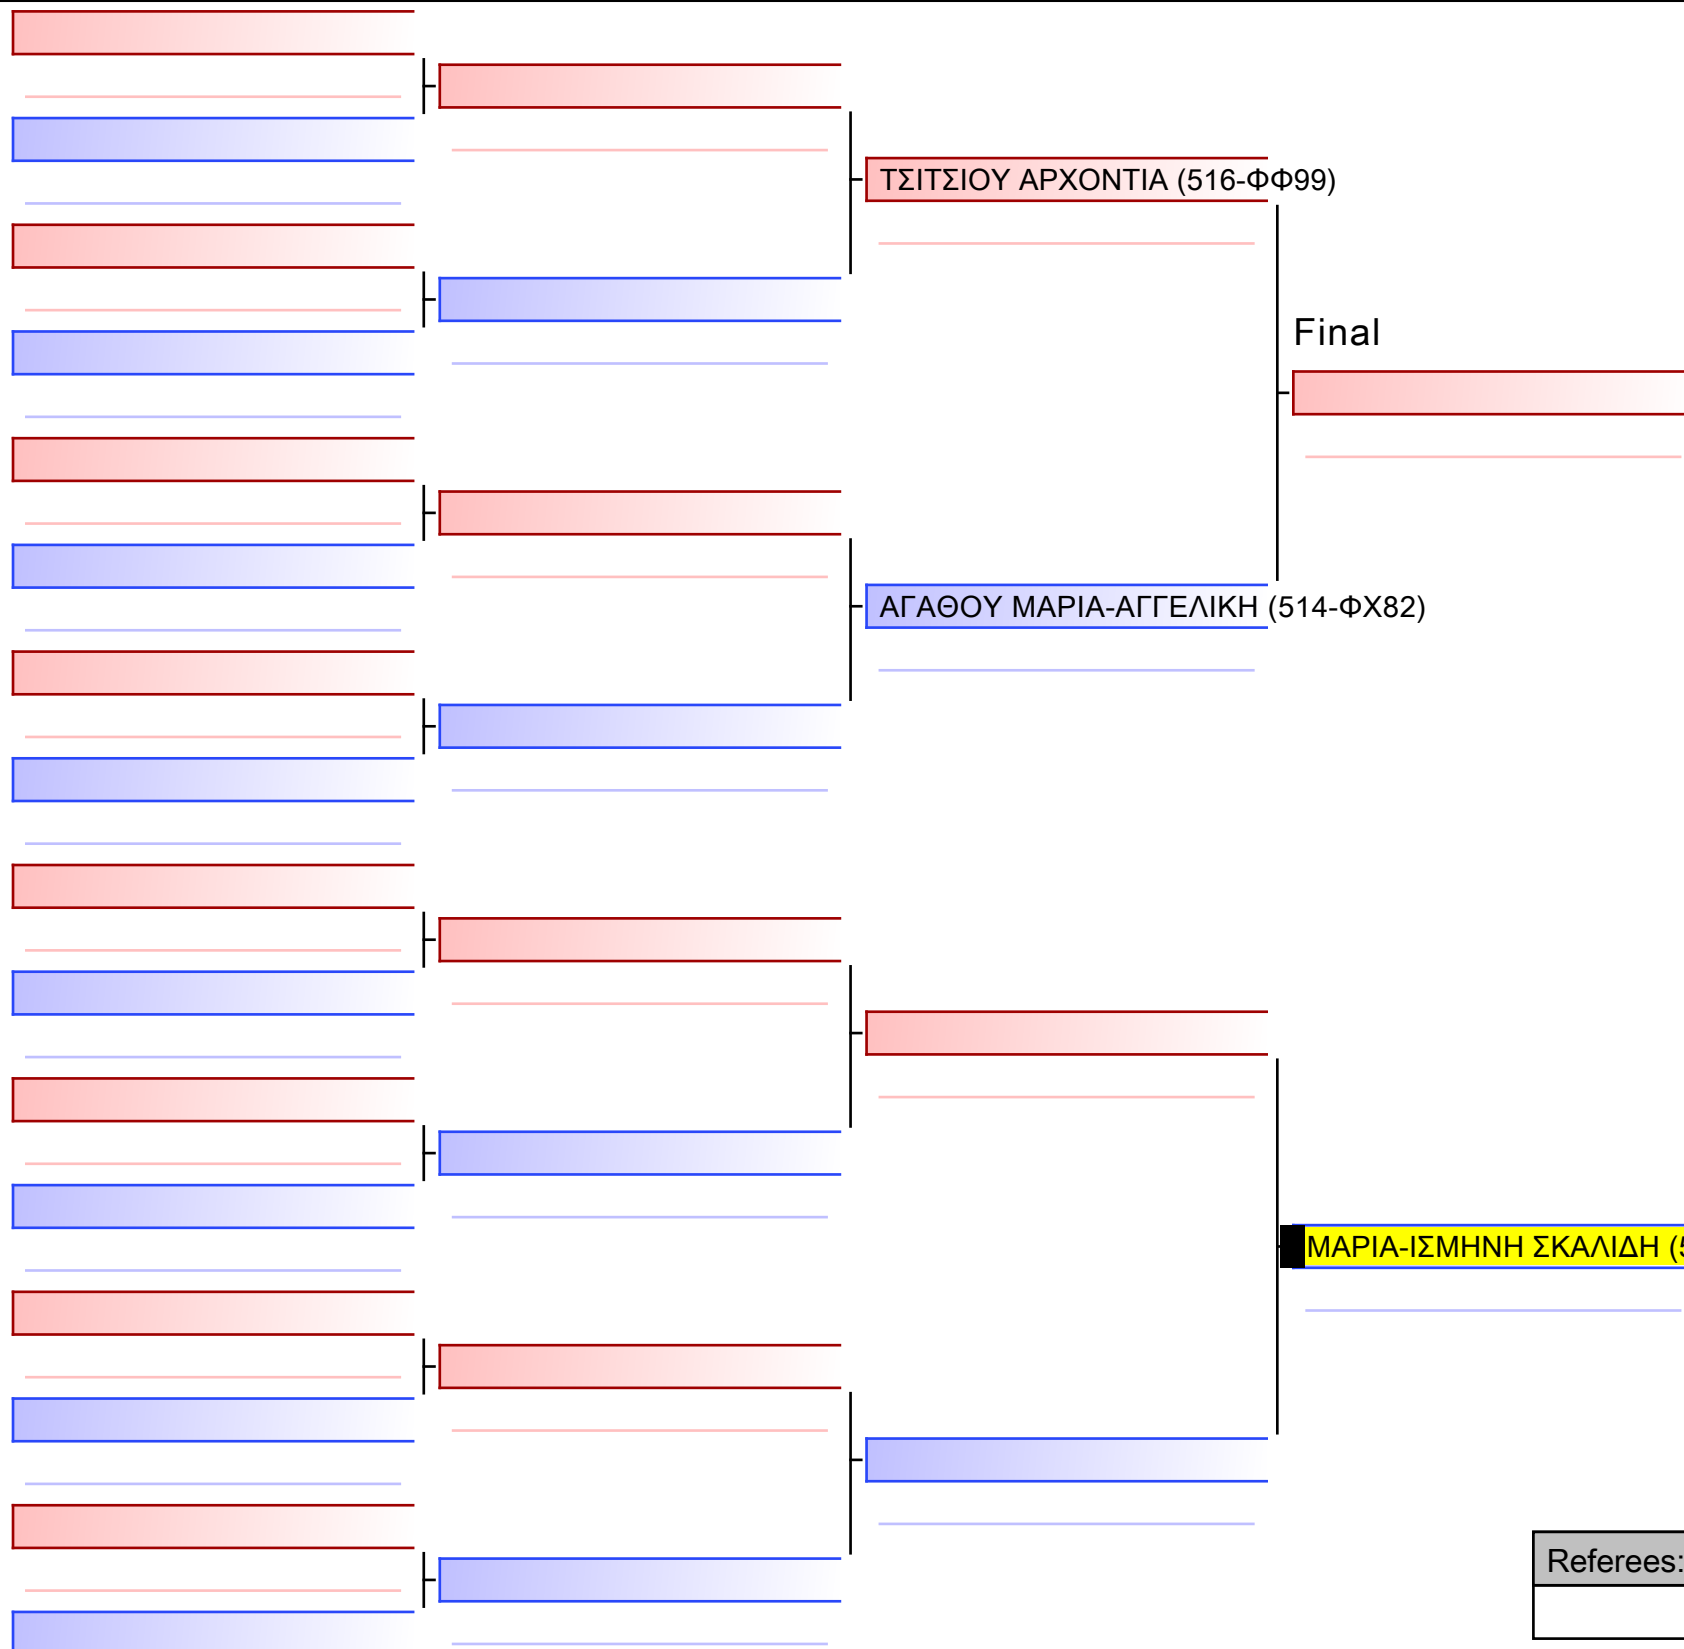 ΤΣΙΤΣΙΟΥ ΑΡΧΟΝΤΙΑ (516-ΦΦ99)
Final
ΑΓΑΘΟΥ ΜΑΡΙΑ-ΑΓΓΕΛΙΚΗ (514-ΦΧ82)
ΜΑΡΙΑ-ΙΣΜΗΝΗ ΣΚΑΛΙΔΗ
Referees: